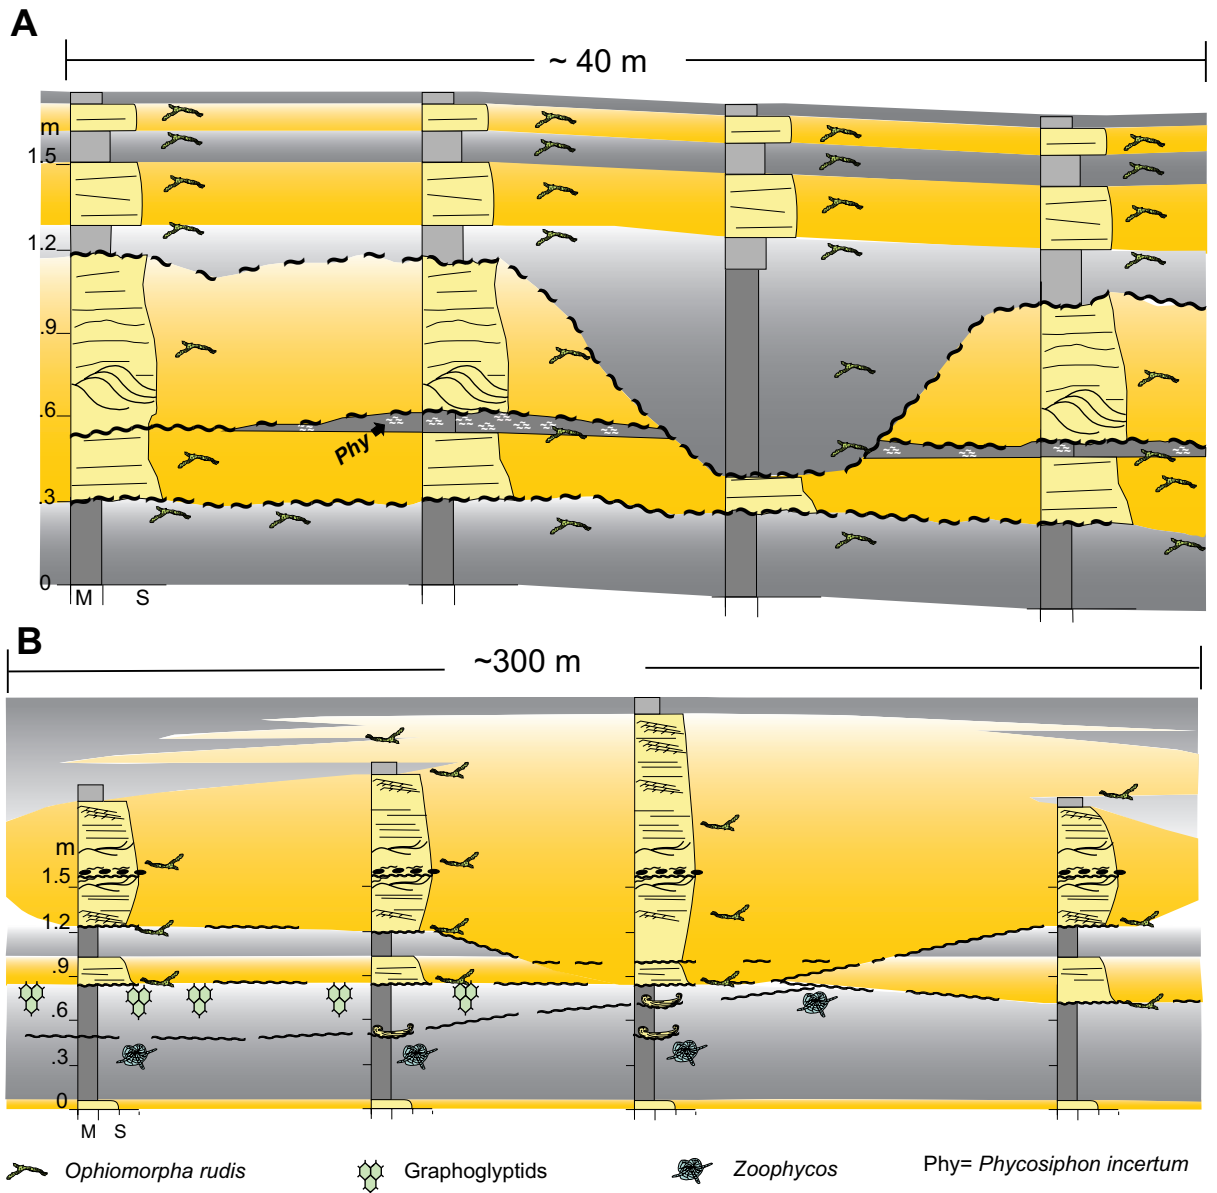 A
~ 40 m
m
1.5
1.2
.9
.6
Phy
.3
0
M S
B
~300 m
m
1.5
1.2
.9
.6
.3
0
M S
Ophiomorpha rudis Graphoglyptids Zoophycos Phy= Phycosiphon incertum